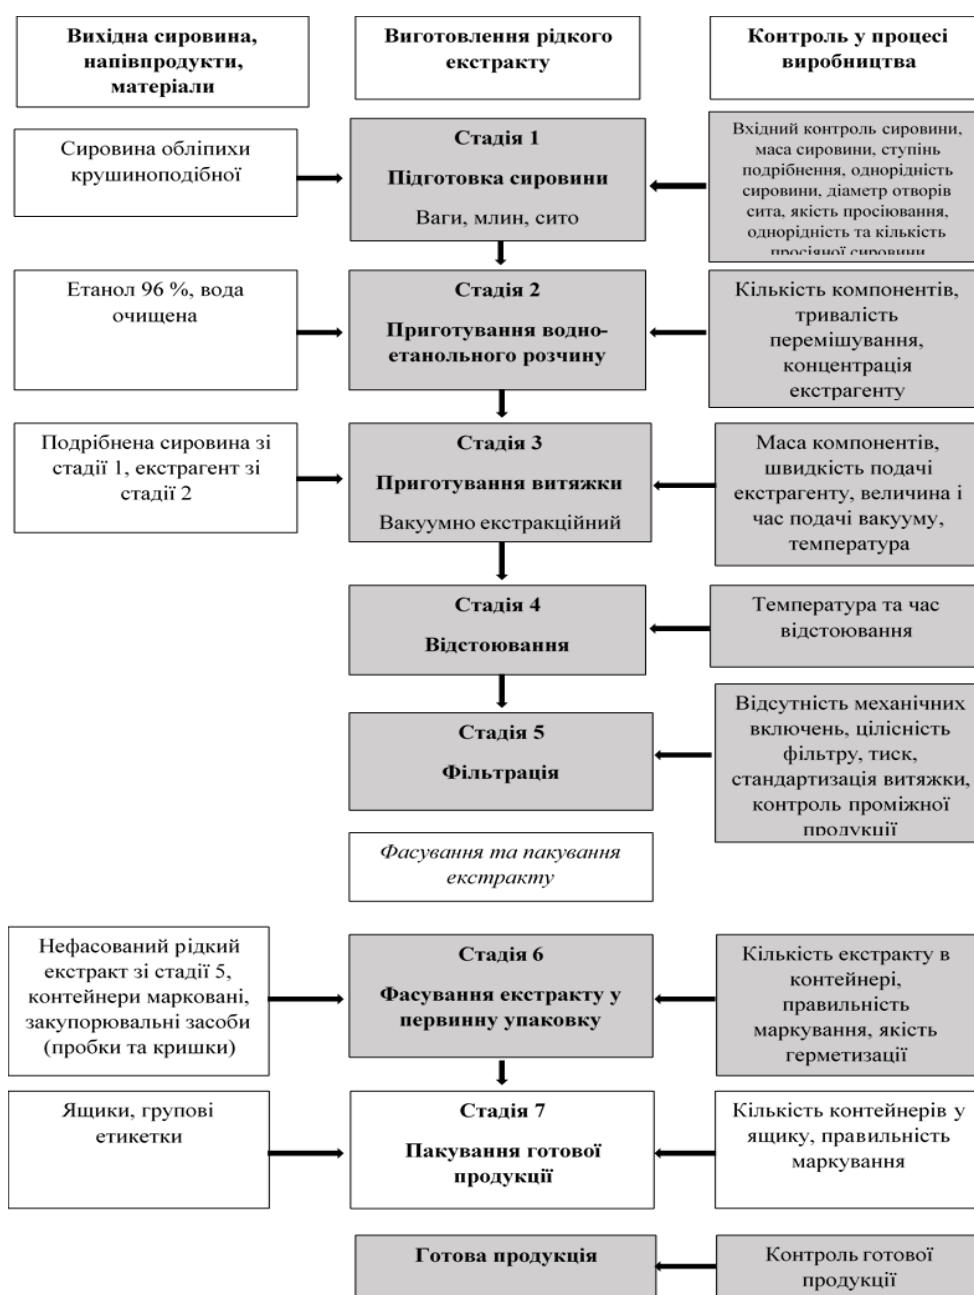 Вихідна сировина,
напівпродукти,
матеріали
Виготовлення рідкого
екстракту
Контроль у процесі
виробництва
Сировина обліпихи
крушиноподібної
Стадія 1
Підготовка сировини
Ваги, млин, сито
Вхідний контроль сировини,
маса сировини, ступінь
подрібнення, однорідність
сировини, діаметр отворів
сита, якість просіювання,
однорідність та кількість
просіяної сировини
Етанол 96 %, вода
очищена
Стадія 2
Приготування водно-
етанольного розчину
Кількість компонентів,
тривалість
перемішування,
концентрація
екстрагенту
Подрібнена сировина зі
стадії 1, екстрагент зі
стадії 2
Стадія 3
Приготування витяжки
Вакуумно екстракційний
Маса компонентів,
швидкість подачі
екстрагенту, величина і
час подачі вакууму,
температура
Стадія 4
Відстоювання
Температура та час
відстоювання
Стадія 5
Фільтрація
Відсутність механічних
включень, цілісність
фільтру, тиск,
стандартизація витяжки,
контроль проміжної
продукції
Фасування та пакування
екстракту
Нефасований рідкий
екстракт зі стадії 5,
контейнери марковані,
закупорювальні засоби
(пробки та кришки)
Стадія 6
Фасування екстракту у
первинну упаковку
Кількість екстракту в
контейнері,
правильність
маркування, якість
герметизації
Ящики, групові
етикетки
Стадія 7
Пакування готової
продукції
Кількість контейнерів у
ящику, правильність
маркування
Готова продукція
Контроль готової
продукції